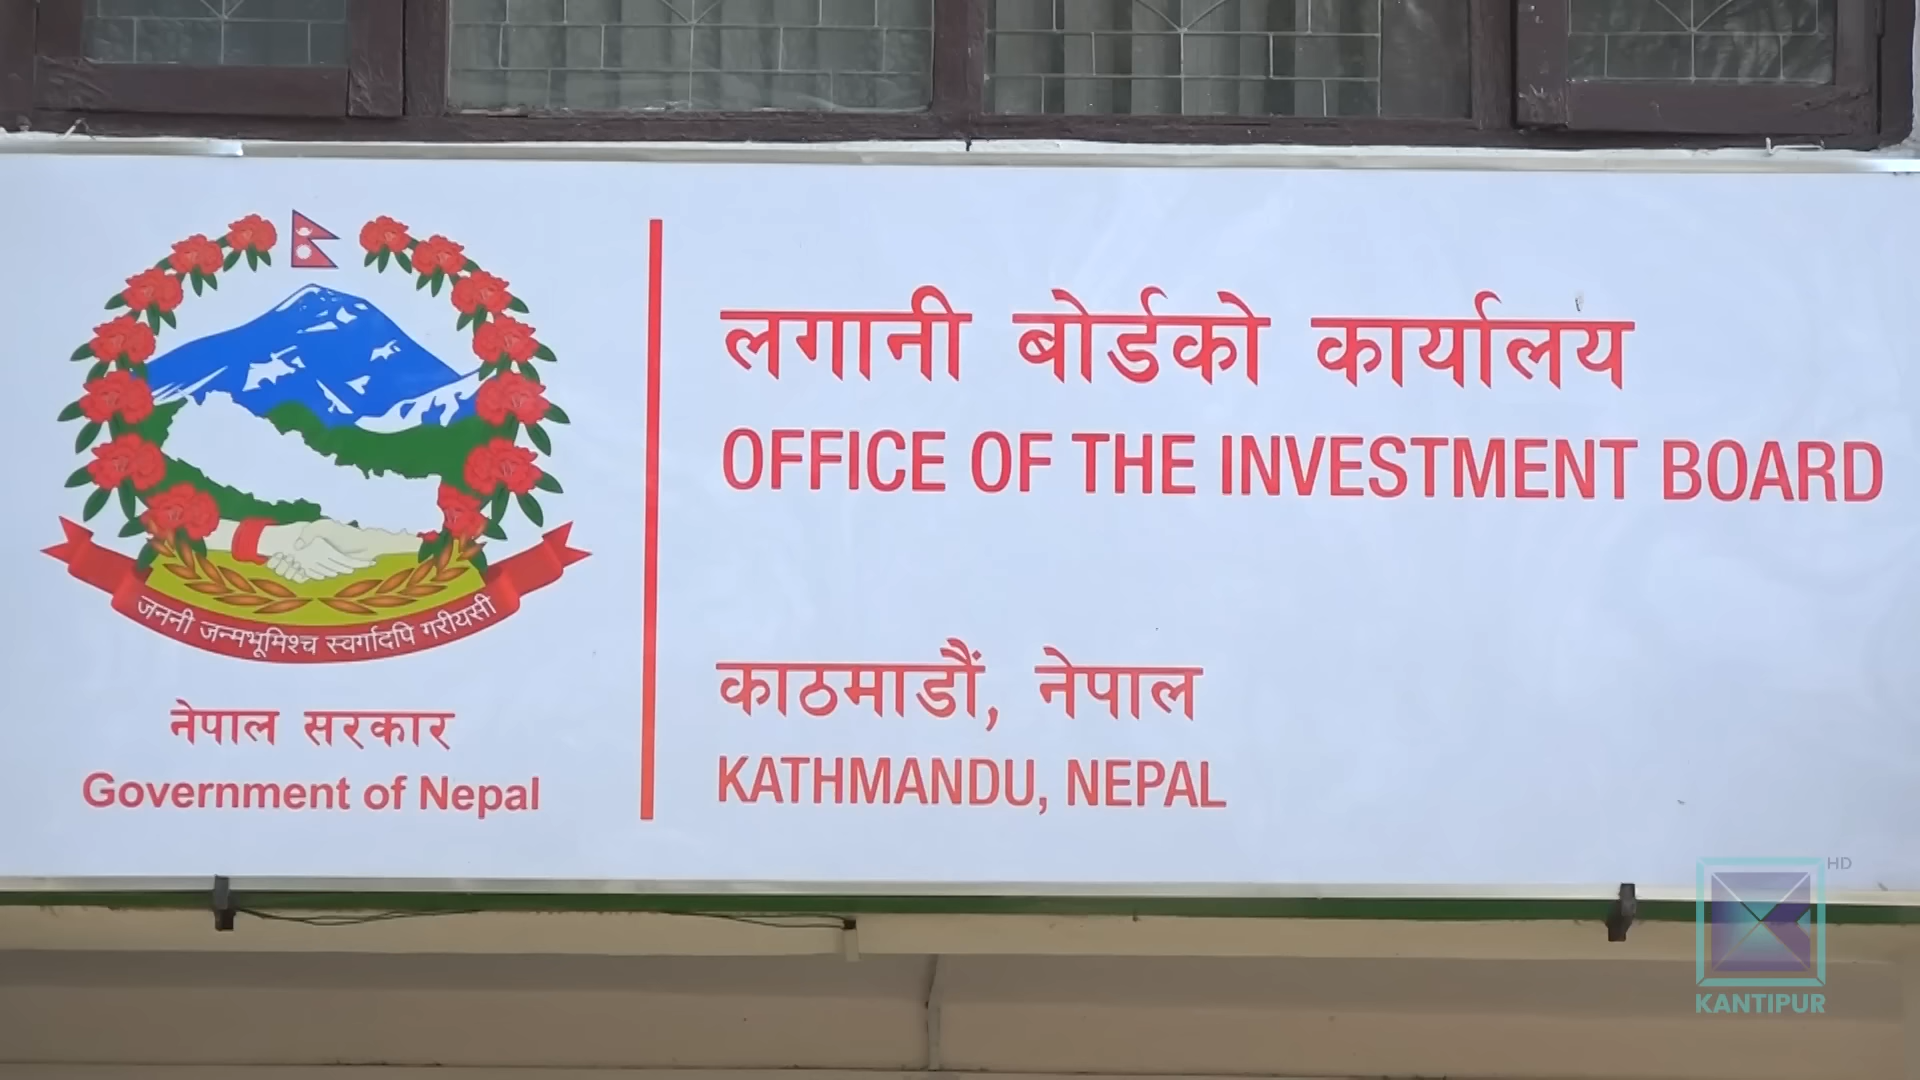 जननी जन्मभूमिश्च स्वर्गादपि गरीयसी
नेपाल सरकार
Government of Nepal
लगानी बोर्डको कार्यालय
OFFICE OF THE INVESTMENT BOARD
काठमाडौं, नेपाल
KATHMANDU, NEPAL
HD
KANTIPUR